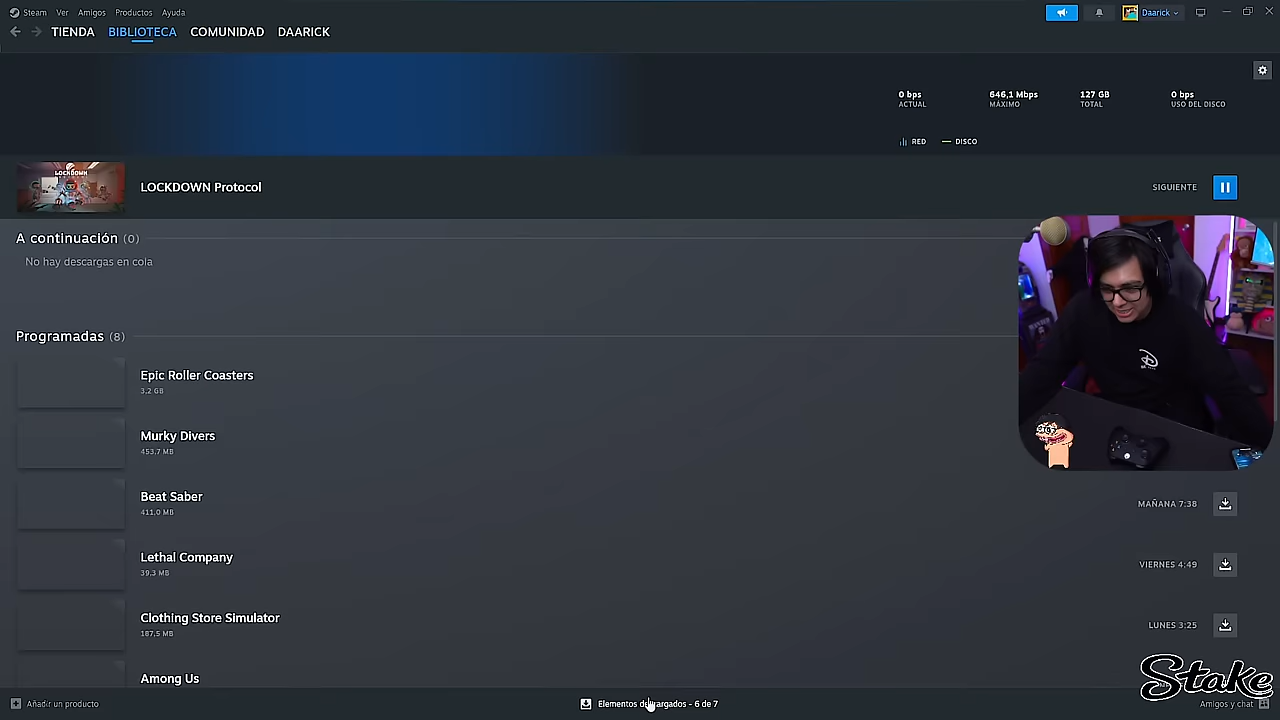 Steam Ver Amigos Productos Ayuda
Daarick
TIENDA BIBLIOTECA COMUNIDAD DAARICK
0 bps 646,1 Mbps 127 GB 0 bps
ACTUAL MÁXIMO TOTAL USO DEL DISCO
RED DISCO
LOCKDOWN
LOCKDOWN Protocol
SIGUIENTE
A continuación (0)
No hay descargas en cola
Programadas (8)
Epic Roller Coasters
3,2 GB
Murky Divers
453,7 MB
Beat Saber
411,0 MB
MAÑANA 7:38
Lethal Company
39,3 MB
VIERNES 4:49
Clothing Store Simulator
187,5 MB
LUNES 3:25
Among Us
Stake
Añadir un producto
Elementos descargados - 6 de 7
Amigos y chat